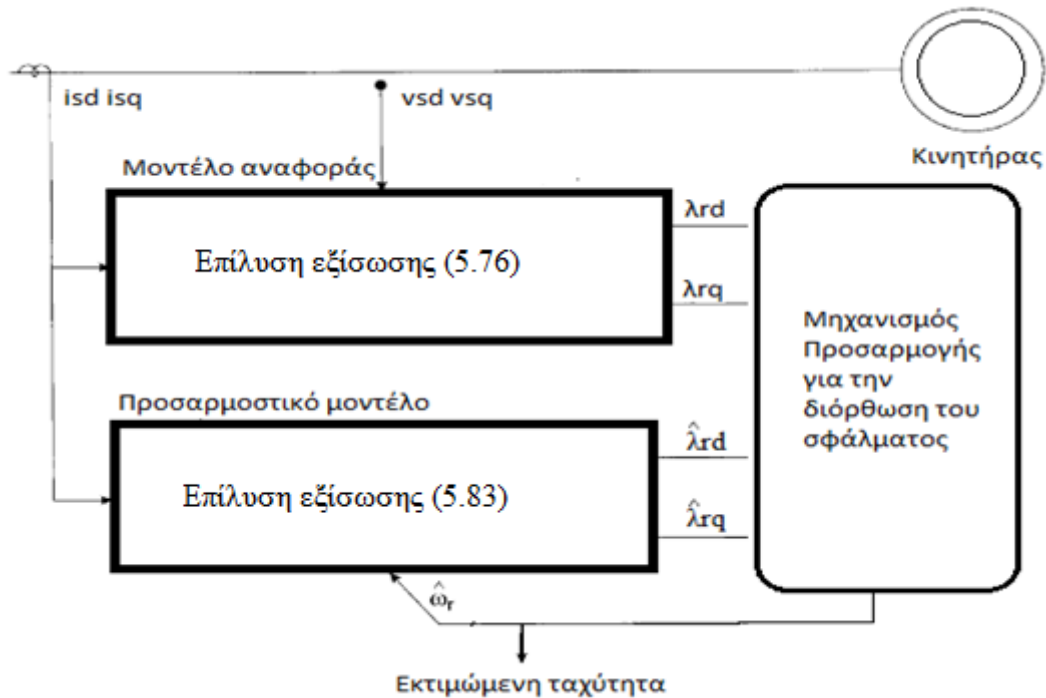 isd isq
vsd vsq
Κινητήρας
Μοντέλο αναφοράς
Επίλυση εξίσωσης (5.76)
λrd
λrq
Μηχανισμός
Προσαρμογής
για την
διόρθωση του
σφάλματος
Προσαρμοστικό μοντέλο
Επίλυση εξίσωσης (5.83)
λ̂rd
λ̂rq
ω̂r
Εκτιμώμενη ταχύτητα